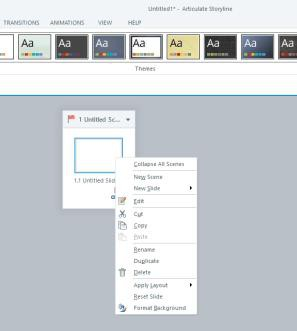 Untitled1* - Articulate Storyline
TRANSITIONS ANIMATIONS VIEW HELP
Aa Aa Aa Aa Aa Aa Aa Aa Aa
Themes
1 Untitled Sc...
1.1 Untitled Slid
Collapse All Scenes
New Scene
New Slide
Edit
Cut
Copy
Paste
Rename
Duplicate
Delete
Apply Layout
Reset Slide
Format Background